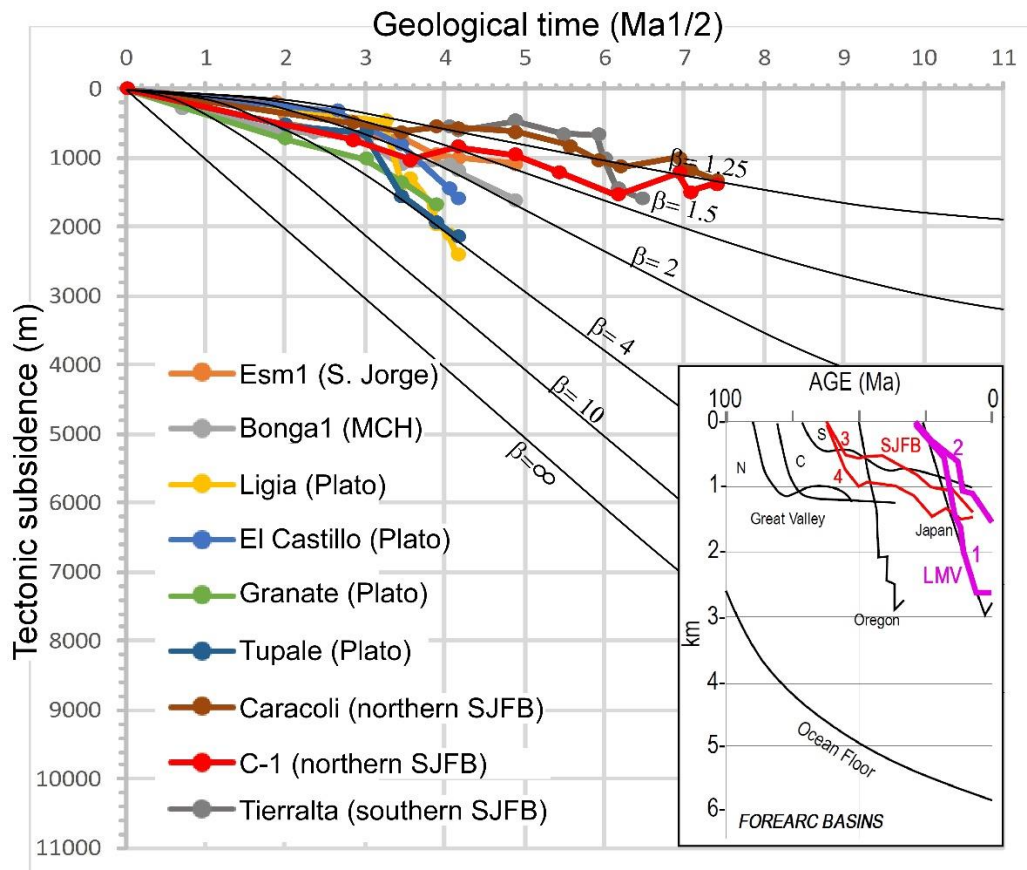 Geological time (Ma1/2)
0 1 2 3 4 5 6 7 8 9 10 11
Tectonic subsidence (m)
0
1000
2000
3000
4000
5000
6000
7000
8000
9000
10000
11000
β= 1.25
β= 1.5
β= 2
β= 4
β= 10
β=∞
Esm1 (S. Jorge)
Bonga1 (MCH)
Ligia (Plato)
El Castillo (Plato)
Granate (Plato)
Tupale (Plato)
Caracoli (northern SJFB)
C-1 (northern SJFB)
Tierralta (southern SJFB)
AGE (Ma)
100 0
0
1
2
3
4
5
6
km
N
C
S
3
4
SJFB
2
1
Great Valley
Japan
LMV
Oregon
Ocean Floor
FOREARC BASINS